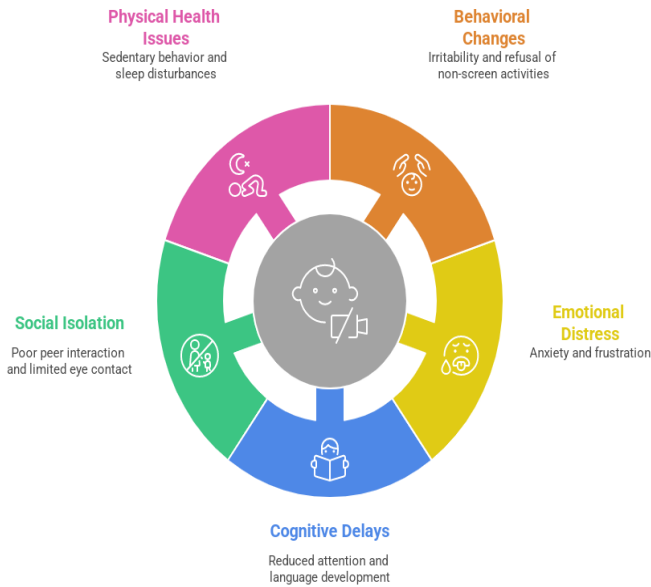 Physical Health
Issues
Sedentary behavior and
sleep disturbances
Behavioral
Changes
Irritability and refusal of
non-screen activities
Social Isolation
Poor peer interaction
and limited eye contact
Emotional
Distress
Anxiety and frustration
Cognitive Delays
Reduced attention and
language development